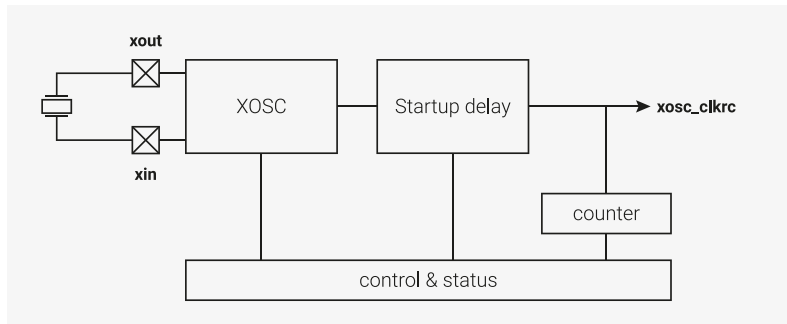 xout
XOSC
Startup delay
xosc_clkrc
xin
counter
control & status